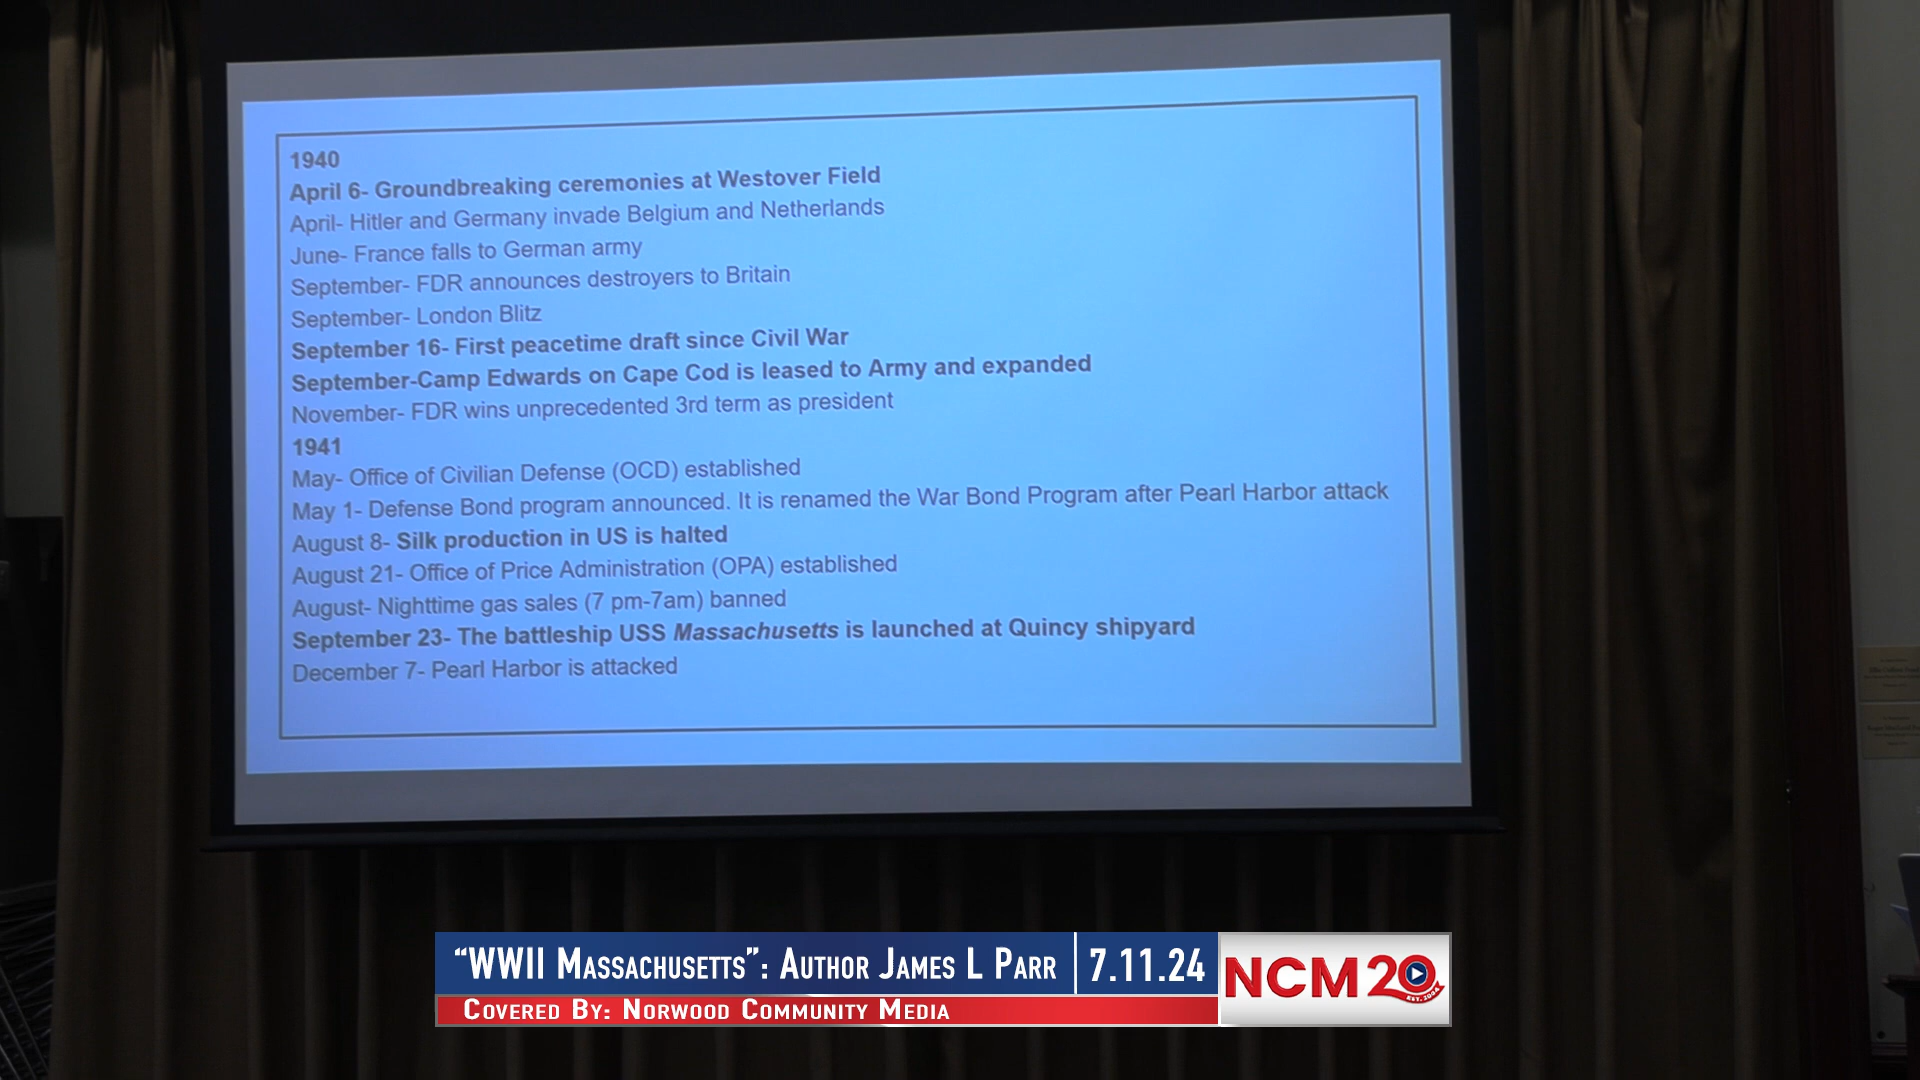 1940
April 6- Groundbreaking ceremonies at Westover Field
April- Hitler and Germany invade Belgium and Netherlands
June- France falls to German army
September- FDR announces destroyers to Britain
September- London Blitz
September 16- First peacetime draft since Civil War
September-Camp Edwards on Cape Cod is leased to Army and expanded
November- FDR wins unprecedented 3rd term as president
1941
May- Office of Civilian Defense (OCD) established
May 1- Defense Bond program announced. It is renamed the War Bond Program after Pearl Harbor attack
August 8- Silk production in US is halted
August 21- Office of Price Administration (OPA) established
August- Nighttime gas sales (7 pm-7am) banned
September 23- The battleship USS Massachusetts is launched at Quincy shipyard
December 7- Pearl Harbor is attacked
“WWII Massachusetts”: Author James L Parr
7.11.24
NCM20
EST. 2004
Covered By: Norwood Community Media